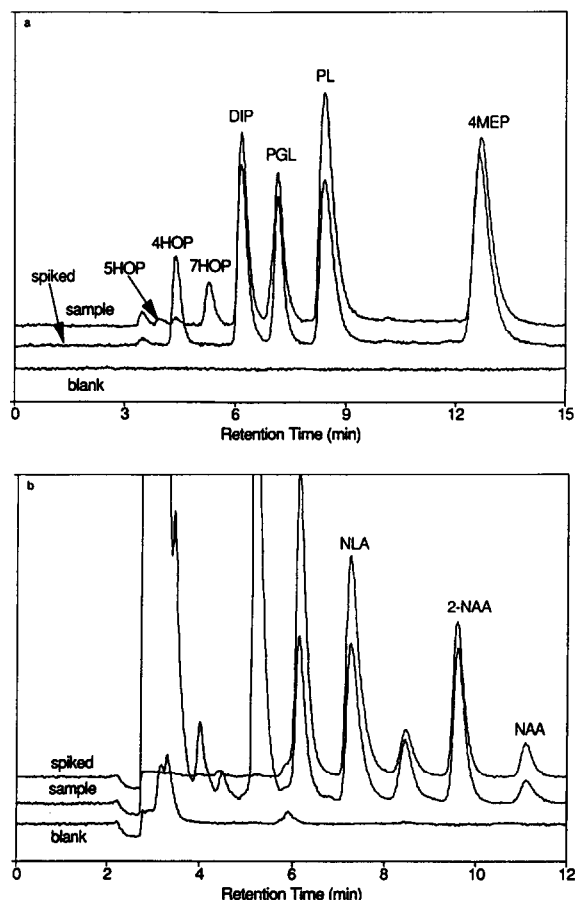 a
PL
DIP
4MEP
PGL
4HOP
5HOP
7HOP
spiked
sample
blank
0 3 6 9 12 15
Retention Time (min)
b
NLA
2-NAA
NAA
spiked
sample
blank
0 2 4 6 8 10 12
Retention Time (min)